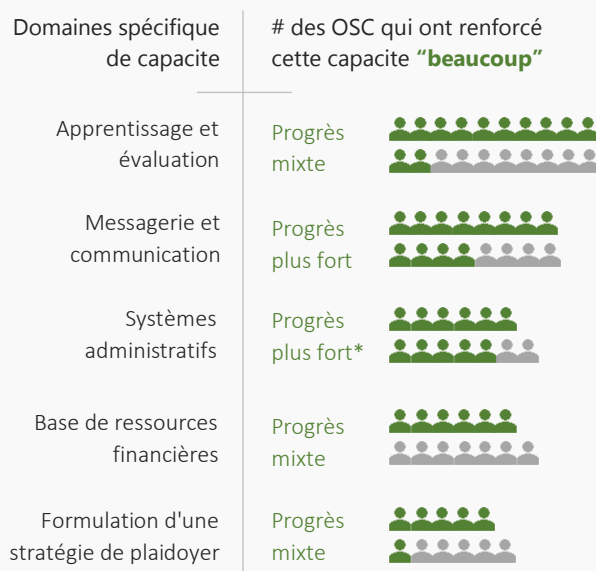 Domaines spécifique
de capacite
# des OSC qui ont renforcé
cette capacite “beaucoup”
Apprentissage et
évaluation
Progrès
mixte
Messagerie et
communication
Progrès
plus fort
Systèmes
administratifs
Progrès
plus fort*
Base de ressources
financières
Progrès
mixte
Formulation d'une
stratégie de plaidoyer
Progrès
mixte